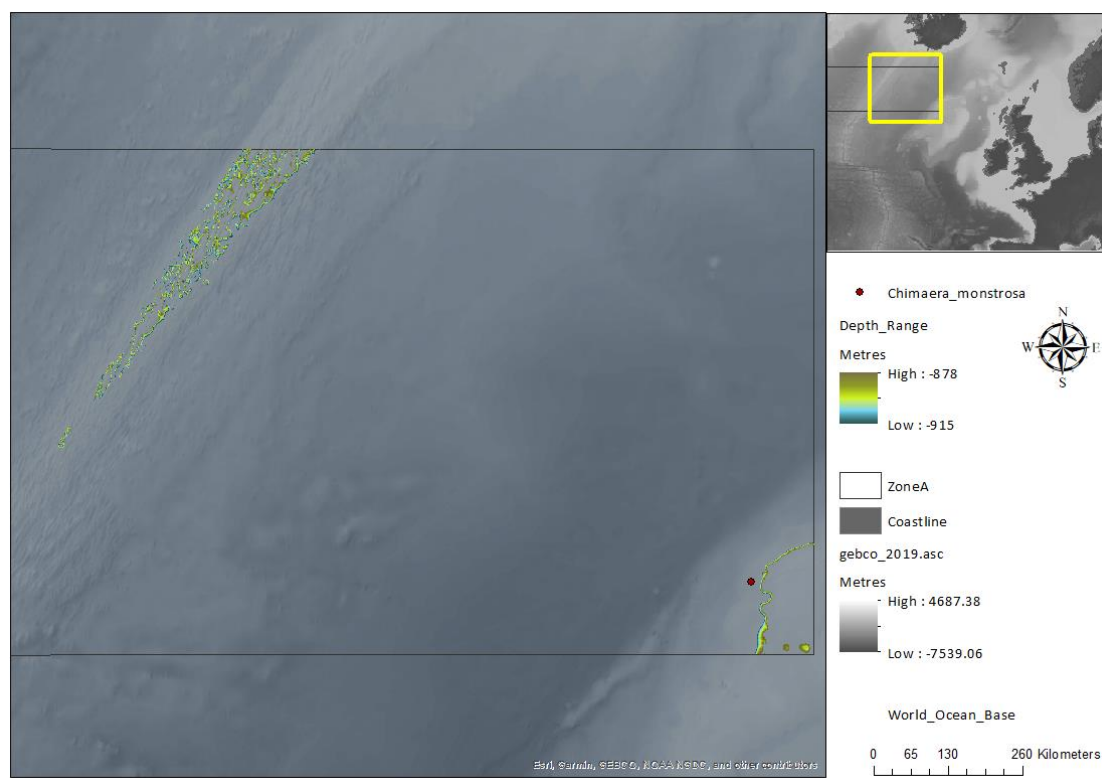 Chimaera_monstrosa
Depth_Range
Metres
High : -878
Low : -915
N
W E
S
ZoneA
Coastline
gebco_2019.asc
Metres
High : 4687.38
Low : -7539.06
World_Ocean_Base
0 65 130 260 Kilometers
Esri, Garmin, GEBCO, NOAA NGDC, and other contributors